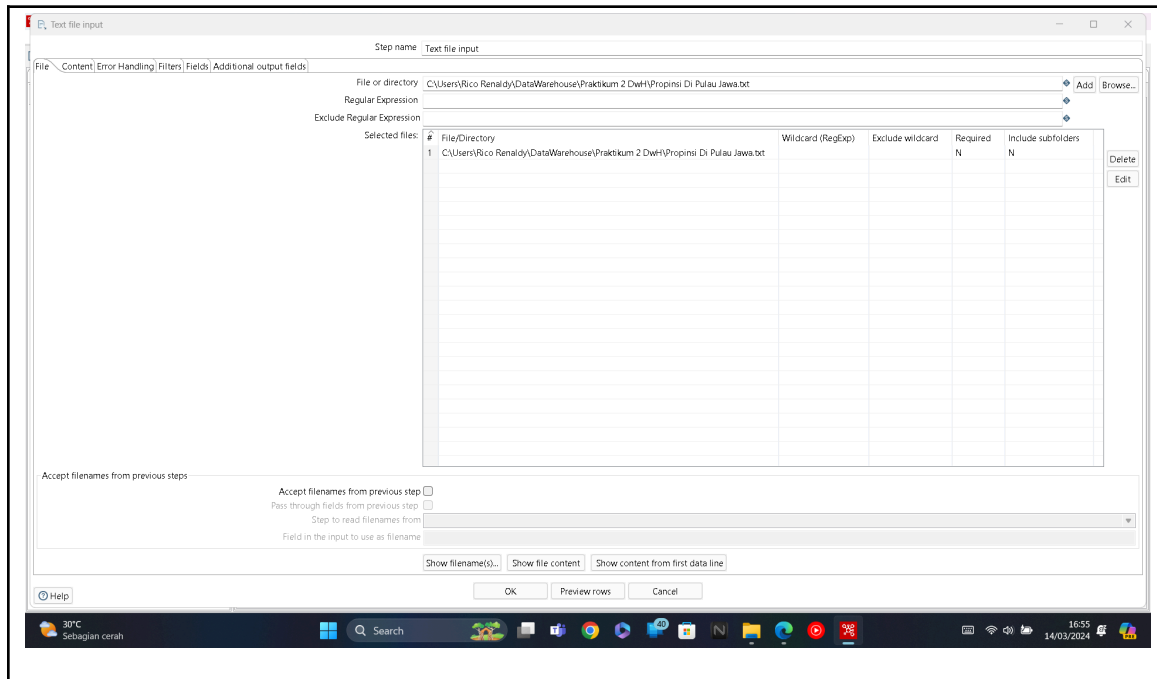 Text file input
Step name Text file input
File Content Error Handling Filters Fields Additional output fields
File or directory C:\Users\Rico Renaldy\DataWarehouse\Praktikum 2 DwH\Propinsi Di Pulau Jawa.txt Add Browse...
Regular Expression
Exclude Regular Expression
Selected files: # File/Directory Wildcard (RegExp) Exclude wildcard Required Include subfolders
1 C:\Users\Rico Renaldy\DataWarehouse\Praktikum 2 DwH\Propinsi Di Pulau Jawa.txt N N
Delete
Edit
Accept filenames from previous steps
Accept filenames from previous step
Pass through fields from previous step
Step to read filenames from
Field in the input to use as filename
Show filename(s)... Show file content Show content from first data line
Help OK Preview rows Cancel
30°C
Sebagian cerah
Search
40
16:55
14/03/2024